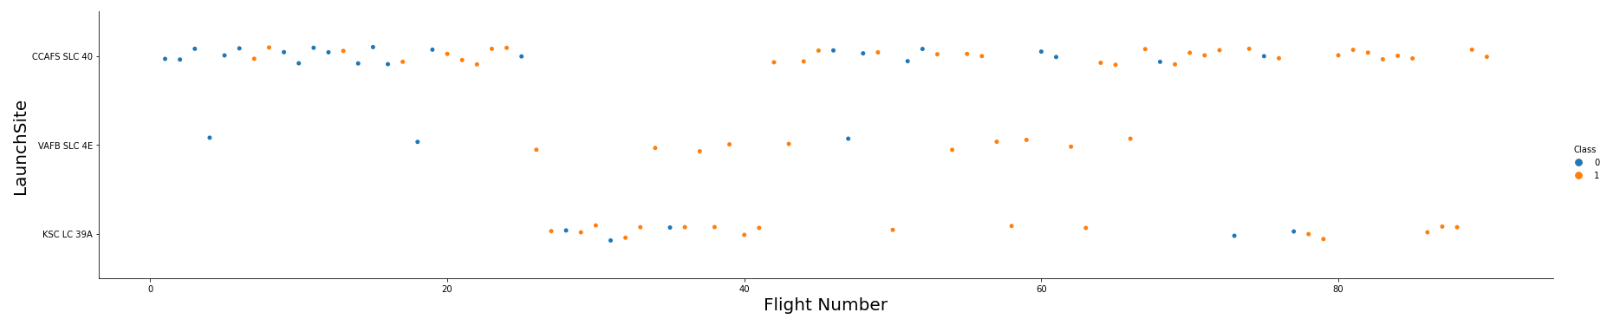 CCAFS SLC 40
VAFB SLC 4E
KSC LC 39A
LaunchSite
0
20
40
60
80
Flight Number
Class
0
1